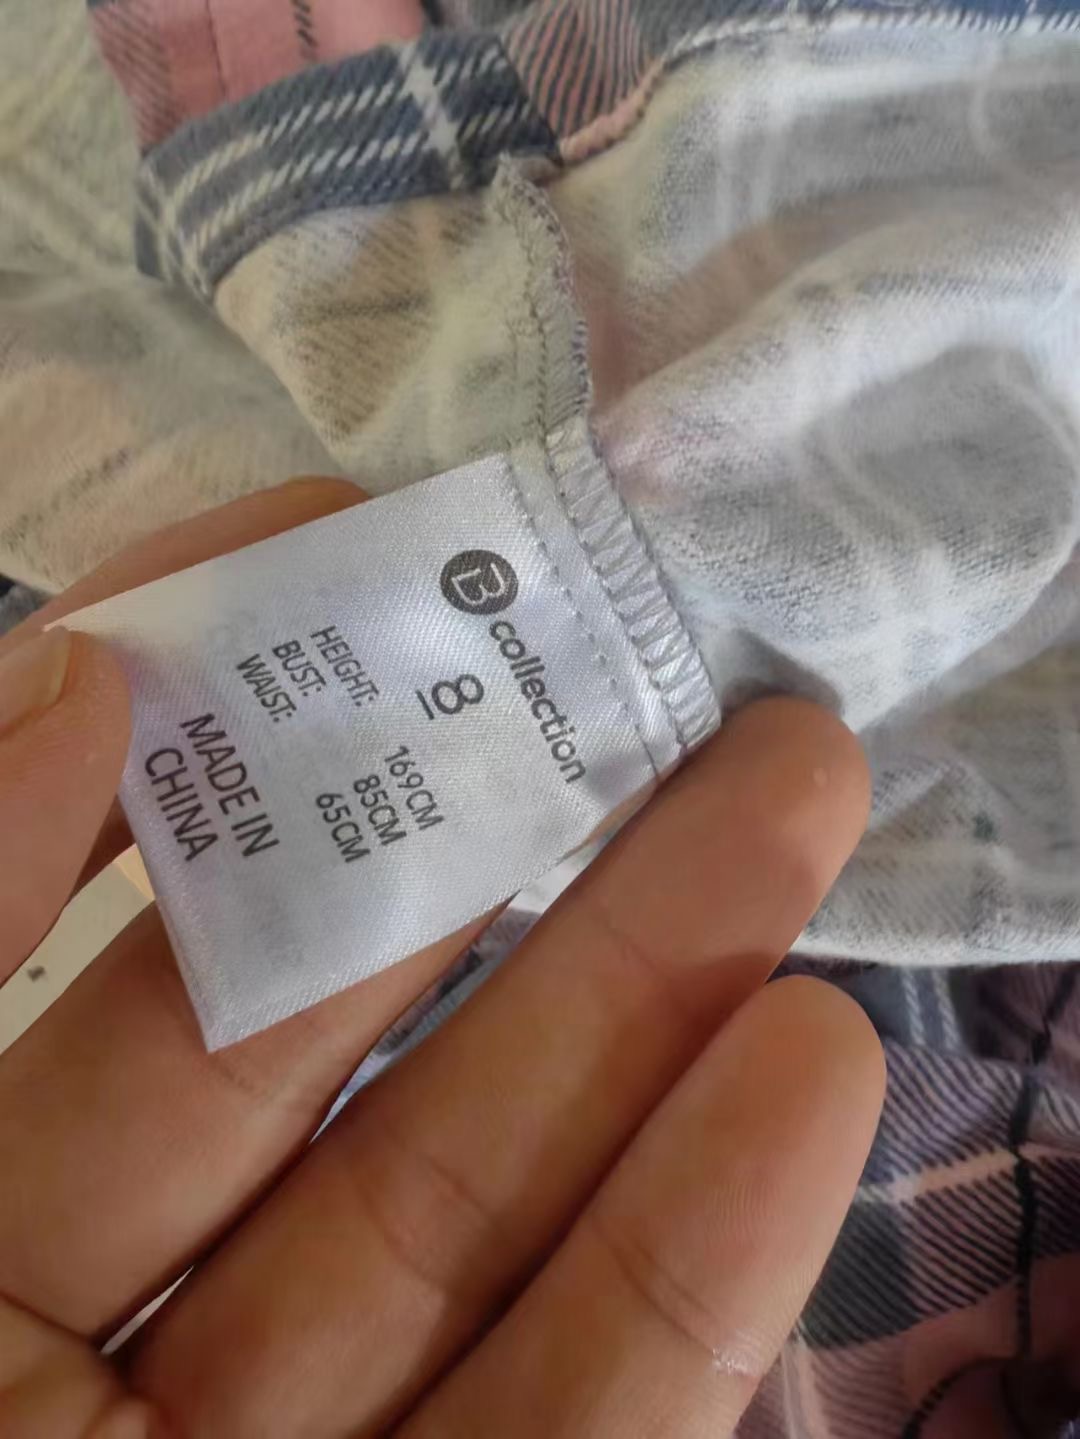 B
collection
8
HEIGHT: 169CM
BUST: 85CM
WAIST: 65CM
MADE IN
CHINA